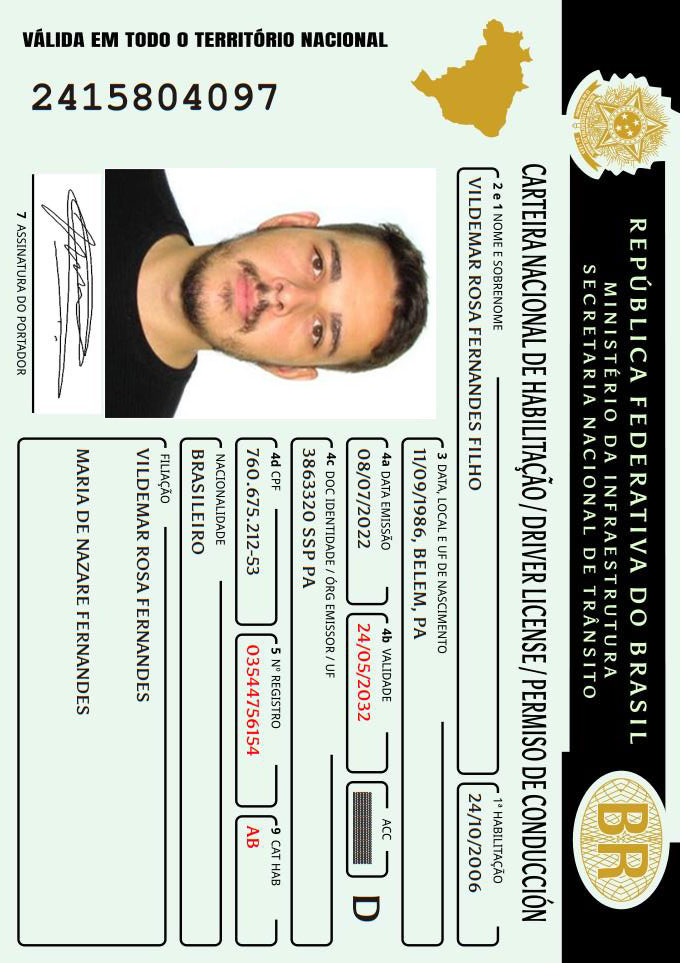 REPÚBLICA FEDERATIVA DO BRASIL
MINISTÉRIO DA INFRAESTRUTURA
SECRETARIA NACIONAL DE TRÂNSITO
BR
CARTEIRA NACIONAL DE HABILITAÇÃO / DRIVER LICENSE / PERMISO DE CONDUCCIÓN
2 e 1 NOME E SOBRENOME
1ª HABILITAÇÃO
VILDEMAR ROSA FERNANDES FILHO
24/10/2006
3 DATA, LOCAL E UF DE NASCIMENTO
11/09/1986, BELEM, PA
4a DATA EMISSÃO
4b VALIDADE
ACC
08/07/2022
24/05/2032
D
4c DOC IDENTIDADE / ÓRG EMISSOR / UF
3863320 SSP PA
4d CPF
5 Nº REGISTRO
9 CAT HAB
760.675.212-53
03544756154
AB
NACIONALIDADE
BRASILEIRO
FILIAÇÃO
VILDEMAR ROSA FERNANDES
MARIA DE NAZARE FERNANDES
7 ASSINATURA DO PORTADOR
VÁLIDA EM TODO O TERRITÓRIO NACIONAL
2415804097